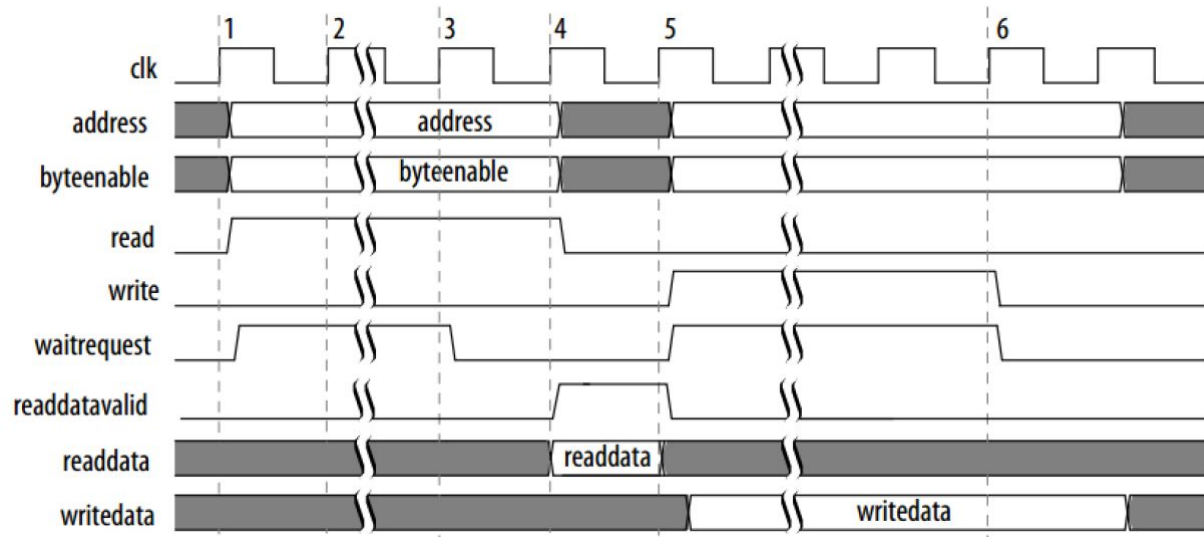 1 2 3 4 5 6
clk
address address
byteenable byteenable
read
write
waitrequest
readdatavalid
readdata readdata
writedata writedata